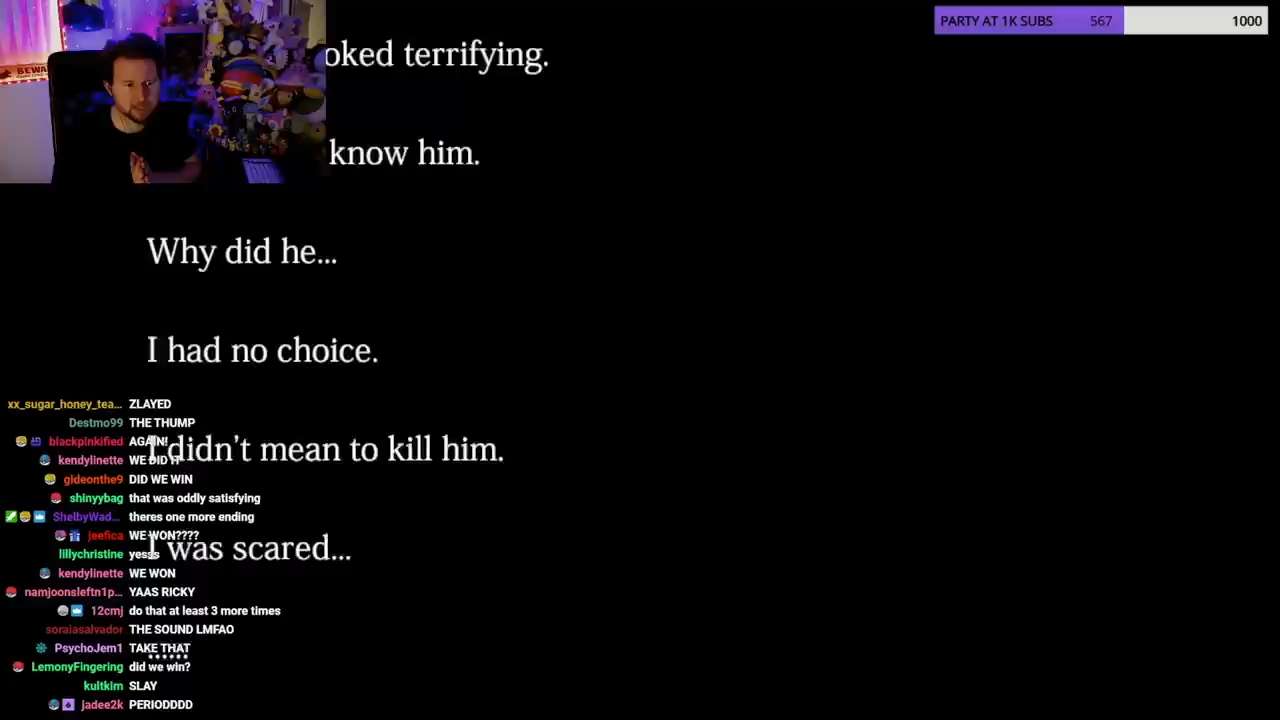 BEWA
PARTY AT 1K SUBS 567 1000
oked terrifying.
know him.
Why did he...
I had no choice.
I didn't mean to kill him.
I was scared...
......
xx_sugar_honey_tea... ZLAYED
Destmo99 THE THUMP
blackpinkified AGAIN!
kendylinette WE DID IT
gideonthe9 DID WE WIN
shinyybag that was oddly satisfying
ShelbyWad... theres one more ending
jeefica WE WON????
lillychristine yesss
kendylinette WE WON
namjoonsleftn1p... YAAS RICKY
12cmj do that at least 3 more times
soraiasalvador THE SOUND LMFAO
PsychoJem1 TAKE THAT
LemonyFingering did we win?
kultkim SLAY
jadee2k PERIODDDD